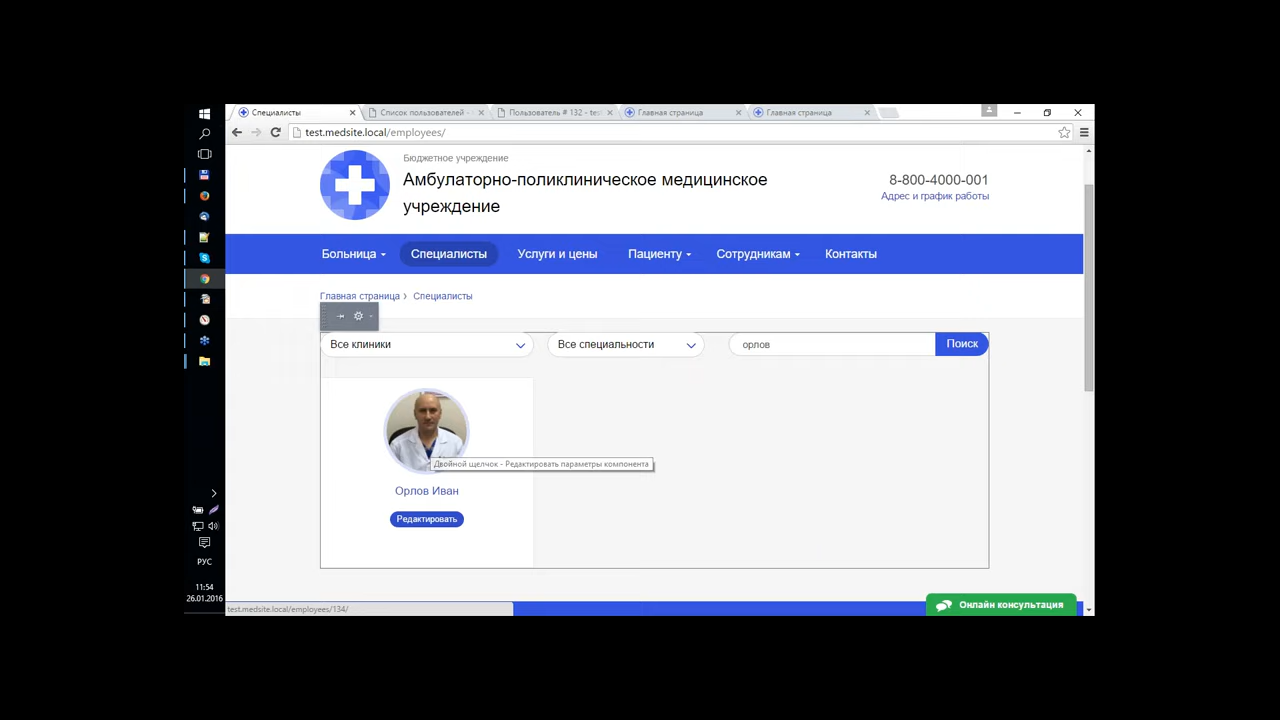 Специалисты
Список пользователей -
Пользователь # 132 - tes
Главная страница
Главная страница
test.medsite.local/employees/
Бюджетное учреждение
Амбулаторно-поликлиническое медицинское
учреждение
8-800-4000-001
Адрес и график работы
Больница
Специалисты
Услуги и цены
Пациенту
Сотрудникам
Контакты
Главная страница
Специалисты
Все клиники
Все специальности
орлов
Поиск
Двойной щелчок - Редактировать параметры компонента
Орлов Иван
Редактировать
РУС
11:54
26.01.2016
test.medsite.local/employees/134/
Онлайн консультация